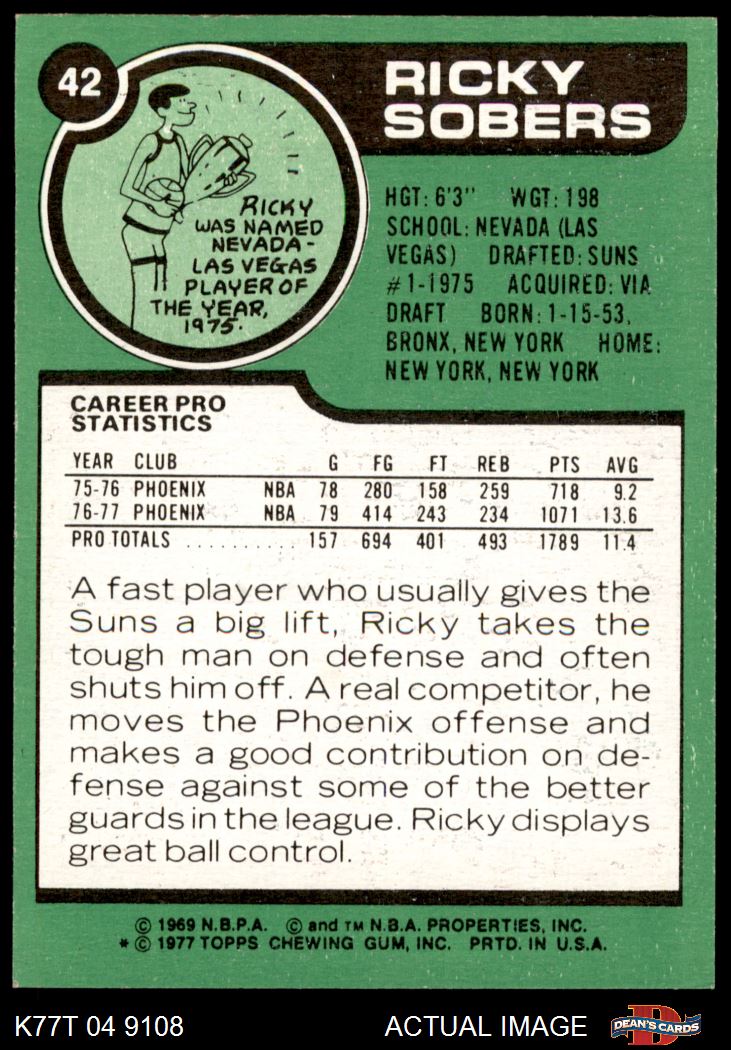 42
RICKY
SOBERS
RICKY
WAS NAMED
NEVADA-
LAS VEGAS
PLAYER OF
THE YEAR,
1975.
HGT: 6'3" WGT: 198
SCHOOL: NEVADA (LAS
VEGAS) DRAFTED: SUNS
#1-1975 ACQUIRED: VIA
DRAFT BORN: 1-15-53,
BRONX, NEW YORK HOME:
NEW YORK, NEW YORK
CAREER PRO
STATISTICS
YEAR CLUB G FG FT REB PTS AVG
75-76 PHOENIX NBA 78 280 158 259 718 9.2
76-77 PHOENIX NBA 79 414 243 234 1071 13.6
PRO TOTALS .......... 157 694 401 493 1789 11.4
A fast player who usually gives the
Suns a big lift, Ricky takes the
tough man on defense and often
shuts him off. A real competitor, he
moves the Phoenix offense and
makes a good contribution on de-
fense against some of the better
guards in the league. Ricky displays
great ball control.
© 1969 N.B.P.A. © and TM N.B.A. PROPERTIES, INC.
* © 1977 TOPPS CHEWING GUM, INC. PRTD. IN U.S.A.
K77T 04 9108 ACTUAL IMAGE D DEAN'S CARDS